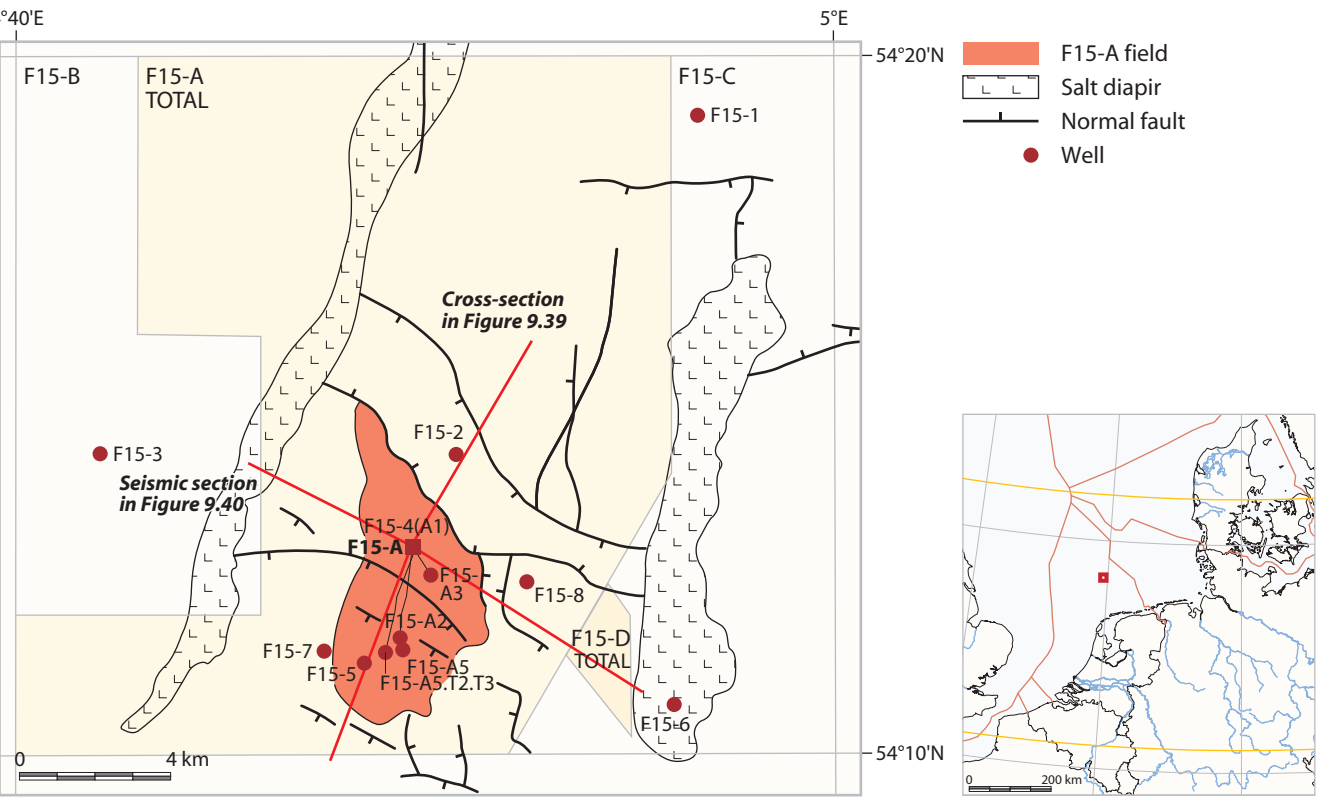 °40'E
5°E
54°20'N
F15-B
F15-A
TOTAL
F15-C
F15-1
F15-A field
Salt diapir
Normal fault
Well
Cross-section
in Figure 9.39
F15-2
F15-3
Seismic section
in Figure 9.40
F15-4(A1)
F15-A
F15-
A3
F15-8
F15-A2
F15-D
TOTAL
F15-7
F15-5
F15-A5
F15-A5.T2.T3
F15-6
0
4 km
54°10'N
0
200 km